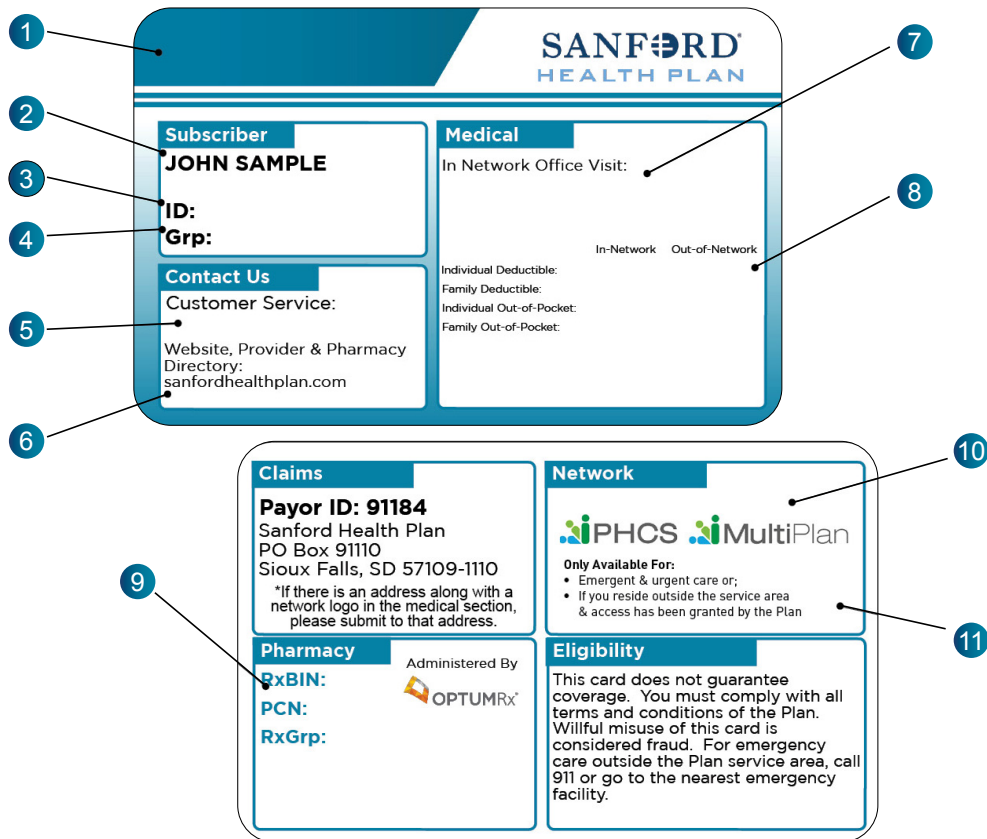 1
2
3
4
5
6
7
8
SANFORD®
HEALTH PLAN
Subscriber
JOHN SAMPLE
ID:
Grp:
Contact Us
Customer Service:
Website, Provider & Pharmacy
Directory:
sanfordhealthplan.com
Medical
In Network Office Visit:
In-Network Out-of-Network
Individual Deductible:
Family Deductible:
Individual Out-of-Pocket:
Family Out-of-Pocket:
9
10
11
Claims
Payor ID: 91184
Sanford Health Plan
PO Box 91110
Sioux Falls, SD 57109-1110
*If there is an address along with a
network logo in the medical section,
please submit to that address.
Network
PHCS MultiPlan
Only Available For:
• Emergent & urgent care or;
• If you reside outside the service area
& access has been granted by the Plan
Pharmacy
RxBIN:
PCN:
RxGrp:
Administered By
OPTUMRx®
Eligibility
This card does not guarantee
coverage. You must comply with all
terms and conditions of the Plan.
Willful misuse of this card is
considered fraud. For emergency
care outside the Plan service area, call
911 or go to the nearest emergency
facility.